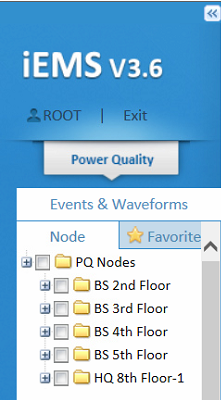 iEMS V3.6
ROOT | Exit
Power Quality
Events & Waveforms
Node Favorite
PQ Nodes
BS 2nd Floor
BS 3rd Floor
BS 4th Floor
BS 5th Floor
HQ 8th Floor-1